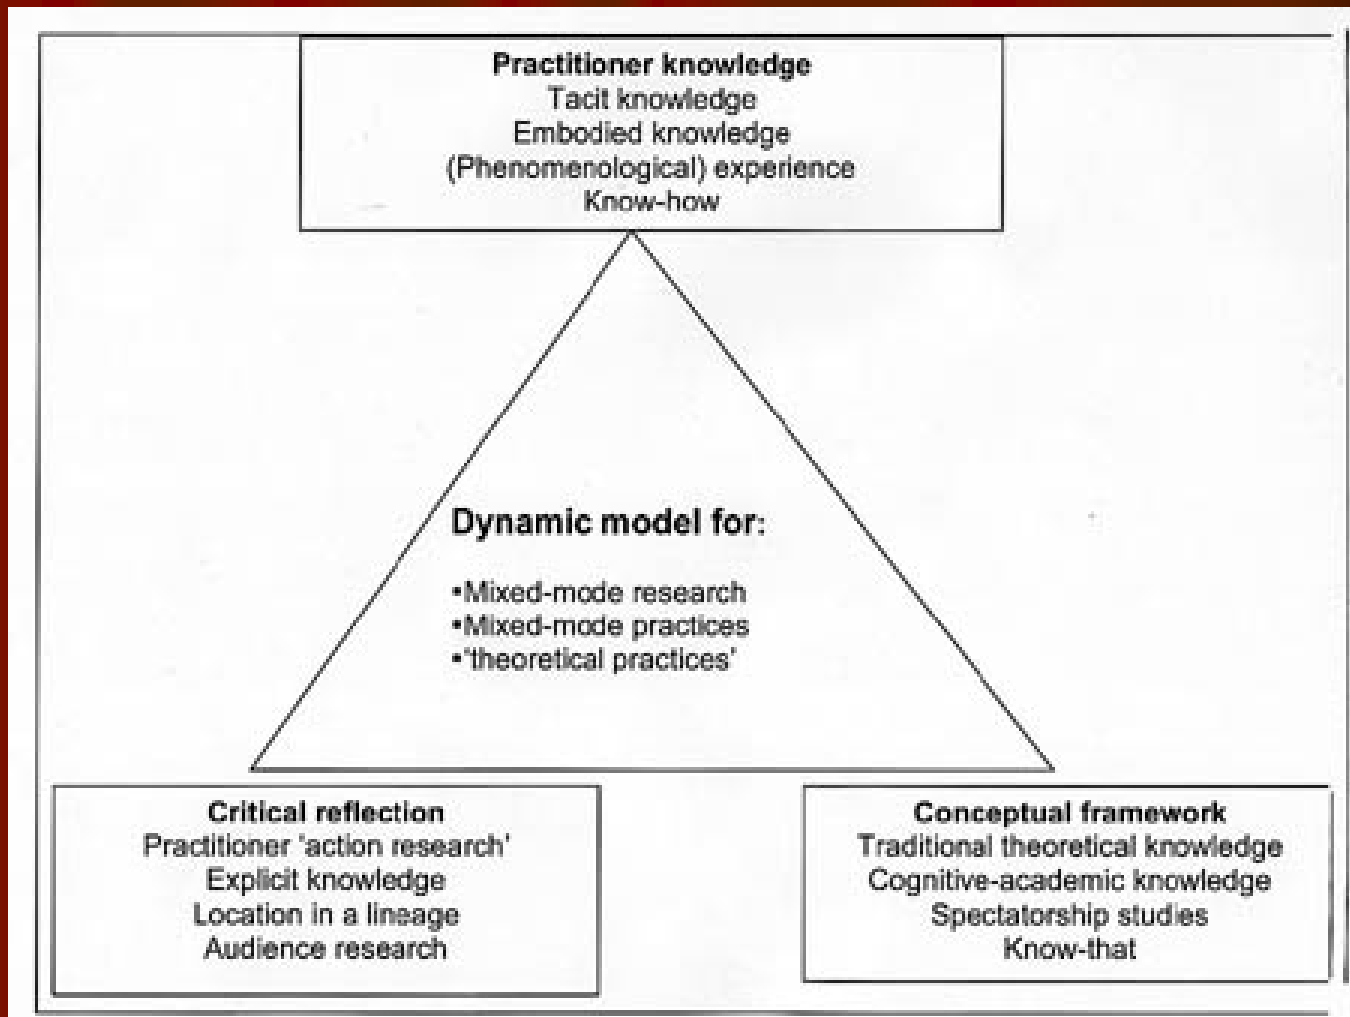 Practitioner knowledge
Tacit knowledge
Embodied knowledge
(Phenomenological) experience
Know-how
Dynamic model for:
•Mixed-mode research
•Mixed-mode practices
•'theoretical practices'
Critical reflection
Practitioner 'action research'
Explicit knowledge
Location in a lineage
Audience research
Conceptual framework
Traditional theoretical knowledge
Cognitive-academic knowledge
Spectatorship studies
Know-that